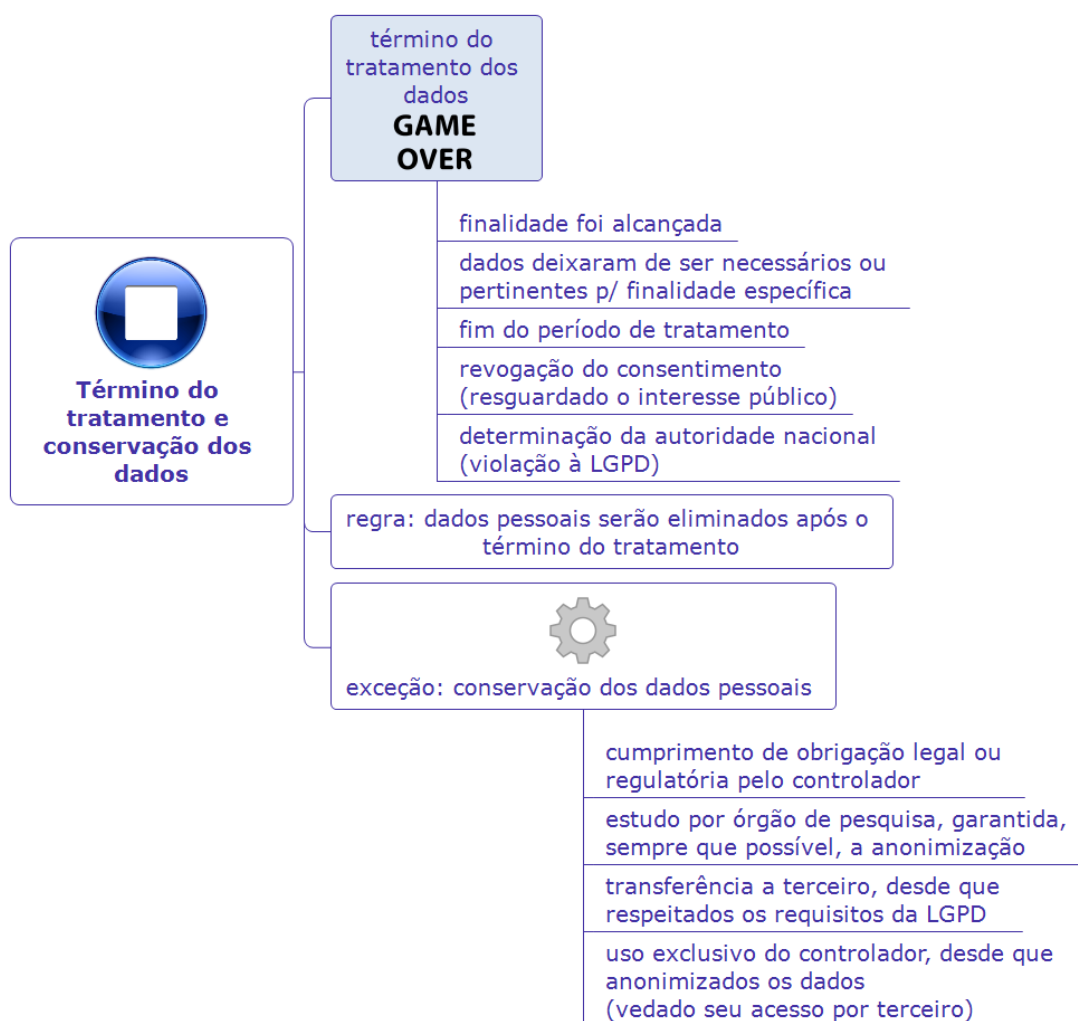 término do
tratamento dos
dados
GAME
OVER
finalidade foi alcançada
dados deixaram de ser necessários ou
pertinentes p/ finalidade específica
fim do período de tratamento
revogação do consentimento
(resguardado o interesse público)
determinação da autoridade nacional
(violação à LGPD)
Término do
tratamento e
conservação dos
dados
regra: dados pessoais serão eliminados após o
término do tratamento
exceção: conservação dos dados pessoais
cumprimento de obrigação legal ou
regulatória pelo controlador
estudo por órgão de pesquisa, garantida,
sempre que possível, a anonimização
transferência a terceiro, desde que
respeitados os requisitos da LGPD
uso exclusivo do controlador, desde que
anonimizados os dados
(vedado seu acesso por terceiro)